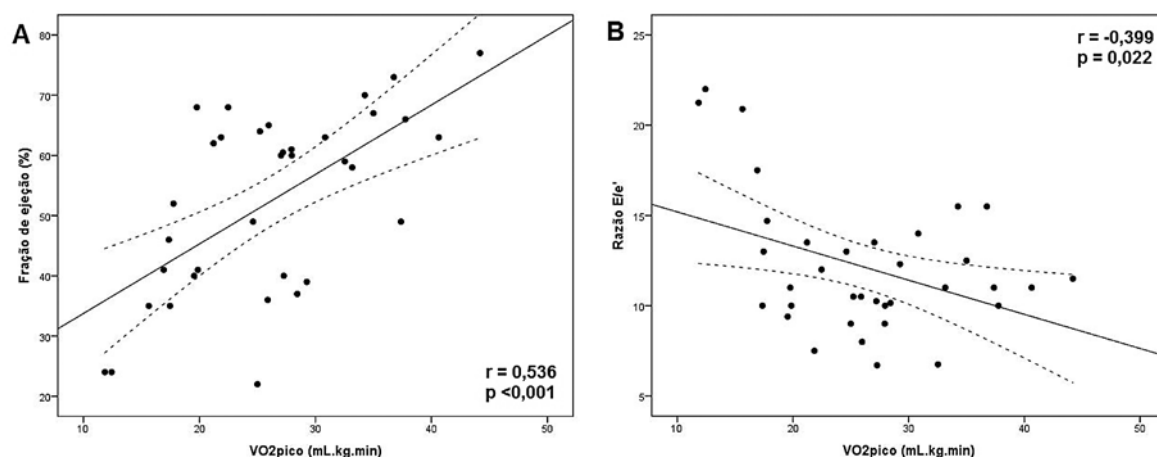 A
Fração de ejeção (%)
80
70
60
50
40
30
20
10
20
30
40
50
VO2pico (mL.kg.min)
r = 0,536
p <0,001
B
Razão E/e'
25
20
15
10
5
10
20
30
40
50
VO2pico (mL.kg.min)
r = -0,399
p = 0,022